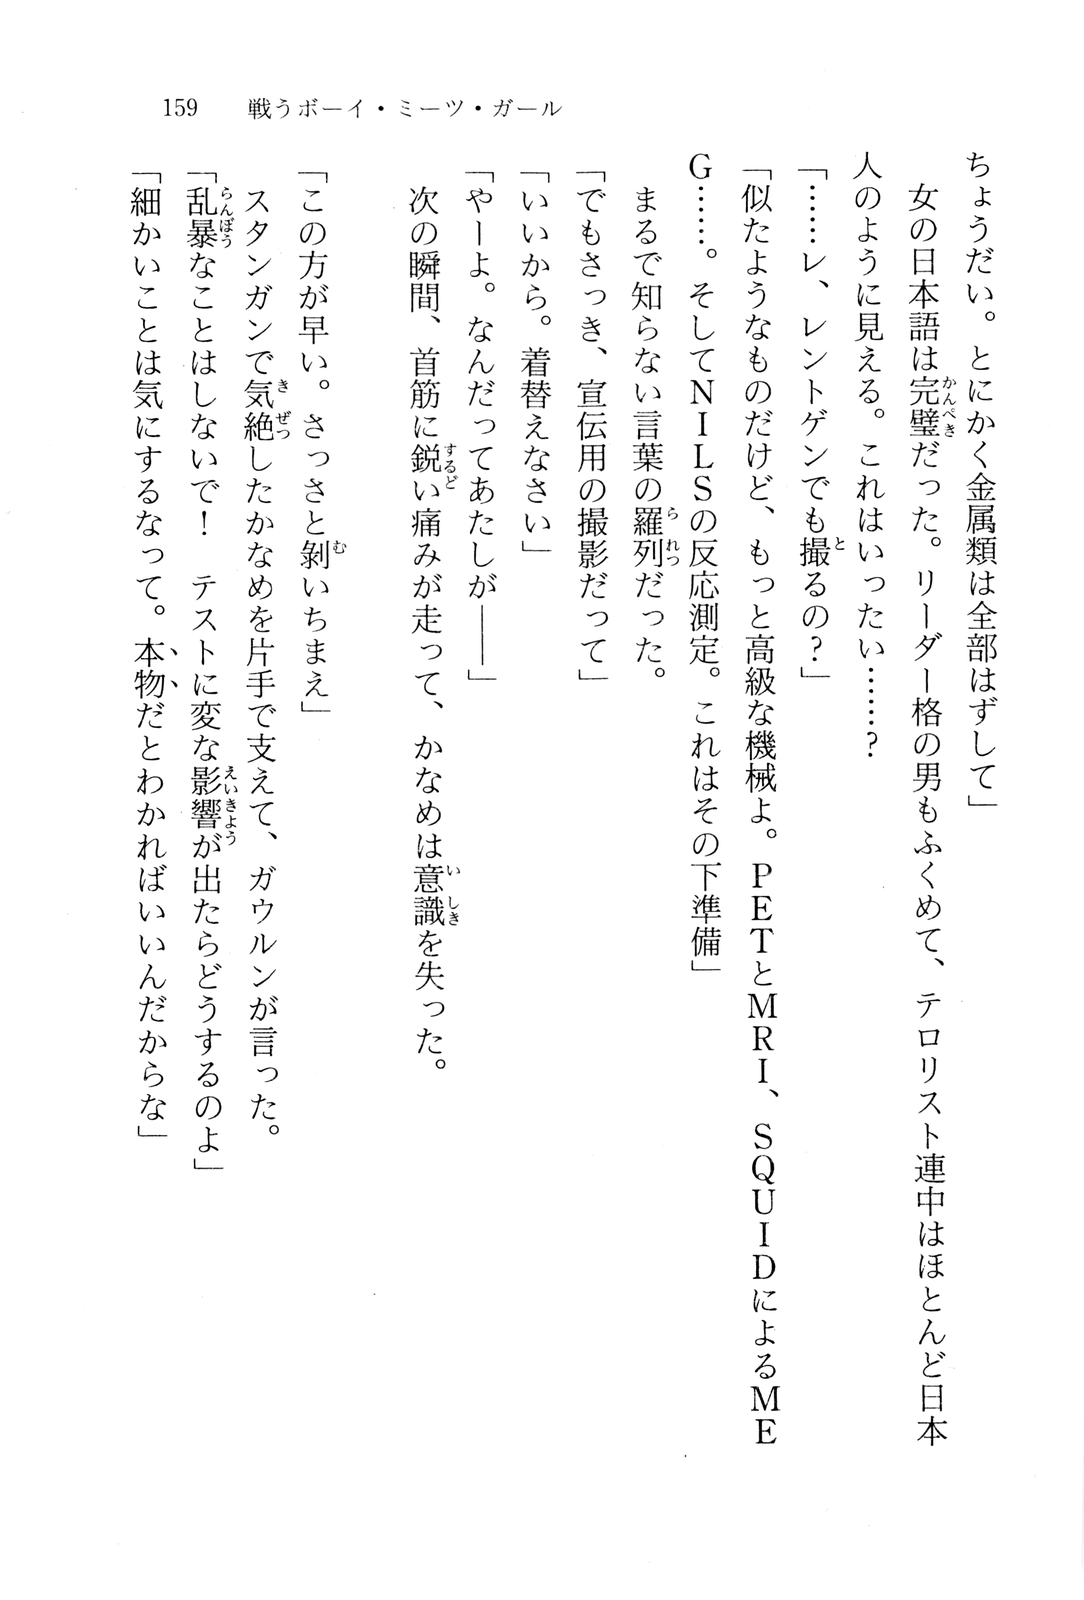 159　戦うボーイ・ミーツ・ガール
ちょうだい。とにかく金属類は全部はずして」
　女の日本語は完璧だった。リーダー格の男もふくめて、テロリスト連中はほとんど日本
人のように見える。これはいったい……？
「……レ、レントゲンでも撮るの？」
「似たようなものだけど、もっと高級な機械よ。ＰＥＴとＭＲＩ、ＳＱＵＩＤによるＭＥ
Ｇ……。そしてＮＩＬＳの反応測定。これはその下準備」
　まるで知らない言葉の羅列だった。
「でもさっき、宣伝用の撮影だって」
「いいから。着替えなさい」
「やーよ。なんだってあたしが――」
　次の瞬間、首筋に鋭い痛みが走って、かなめは意識を失った。
「この方が早い。さっさと剝いちまえ」
　スタンガンで気絶したかなめを片手で支えて、ガウルンが言った。
「乱暴なことはしないで！　テストに変な影響が出たらどうするのよ」
「細かいことは気にするなって。本物だとわかればいいんだからな」